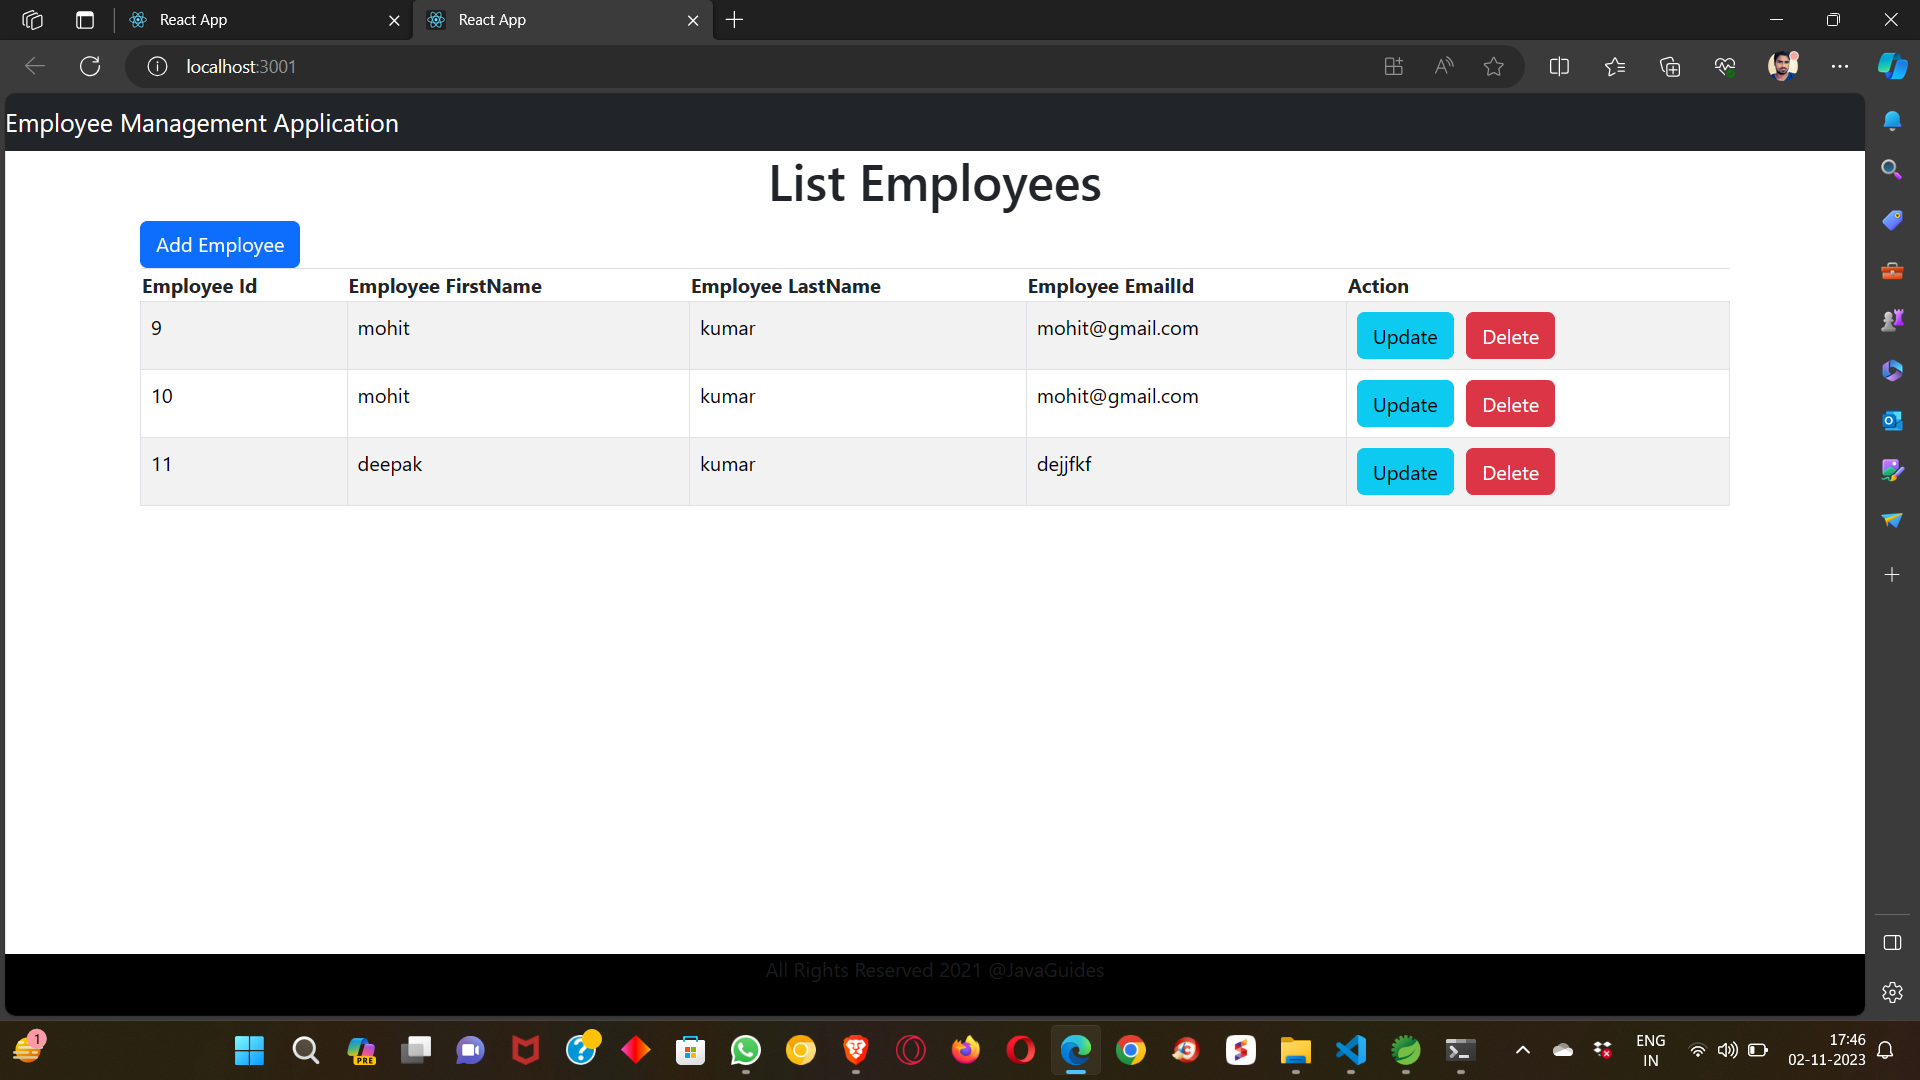 React App
React App
localhost:3001
Employee Management Application
List Employees
Add Employee
Employee Id Employee FirstName Employee LastName Employee EmailId Action
9 mohit kumar mohit@gmail.com Update Delete
10 mohit kumar mohit@gmail.com Update Delete
11 deepak kumar dejjfkf Update Delete
All Rights Reserved 2021 @JavaGuides
1
PRE
ENG
IN
17:46
02-11-2023